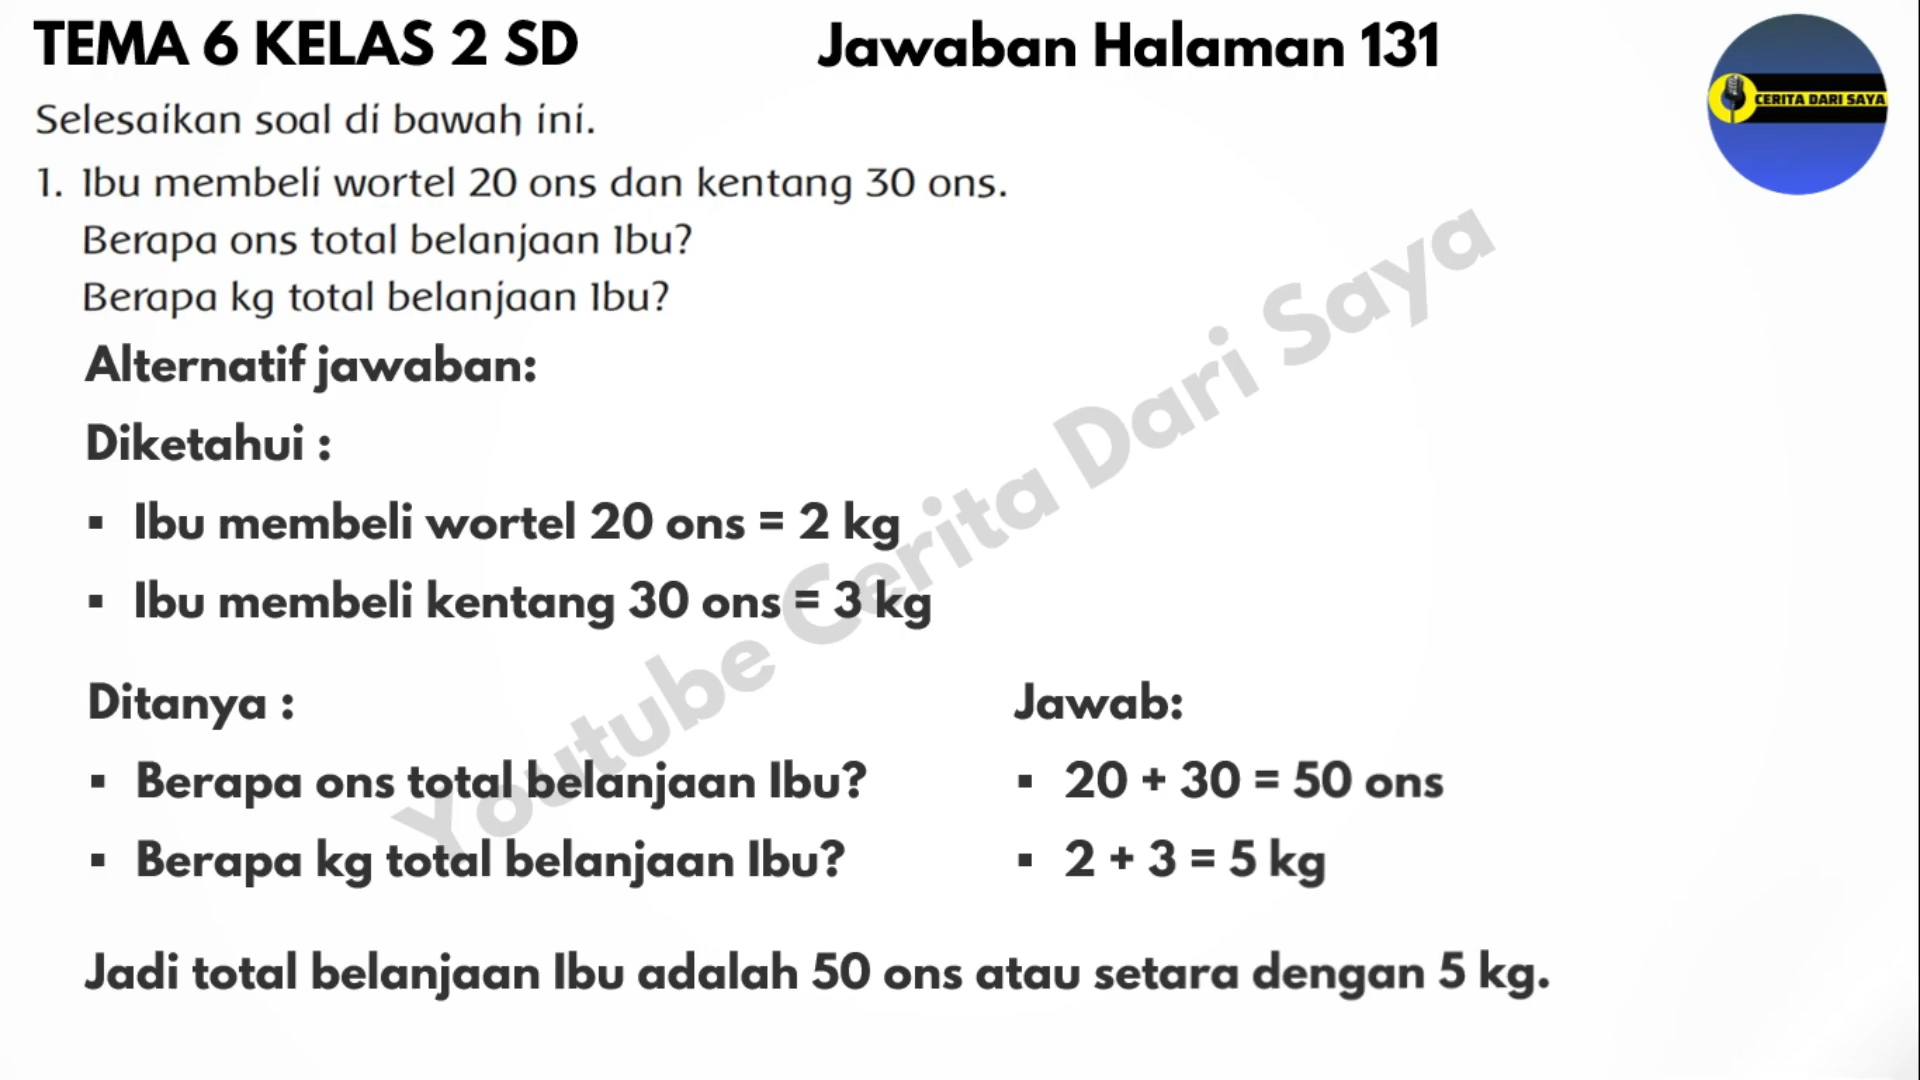 TEMA 6 KELAS 2 SD
Jawaban Halaman 131
CERITA DARI SAYA
Selesaikan soal di bawah ini.
1. Ibu membeli wortel 20 ons dan kentang 30 ons.
Berapa ons total belanjaan Ibu?
Berapa kg total belanjaan Ibu?
Alternatif jawaban:
Diketahui :
▪ Ibu membeli wortel 20 ons = 2 kg
▪ Ibu membeli kentang 30 ons = 3 kg
Ditanya :
▪ Berapa ons total belanjaan Ibu?
▪ Berapa kg total belanjaan Ibu?
Jawab:
▪ 20 + 30 = 50 ons
▪ 2 + 3 = 5 kg
Jadi total belanjaan Ibu adalah 50 ons atau setara dengan 5 kg.
Youtube Cerita Dari Saya